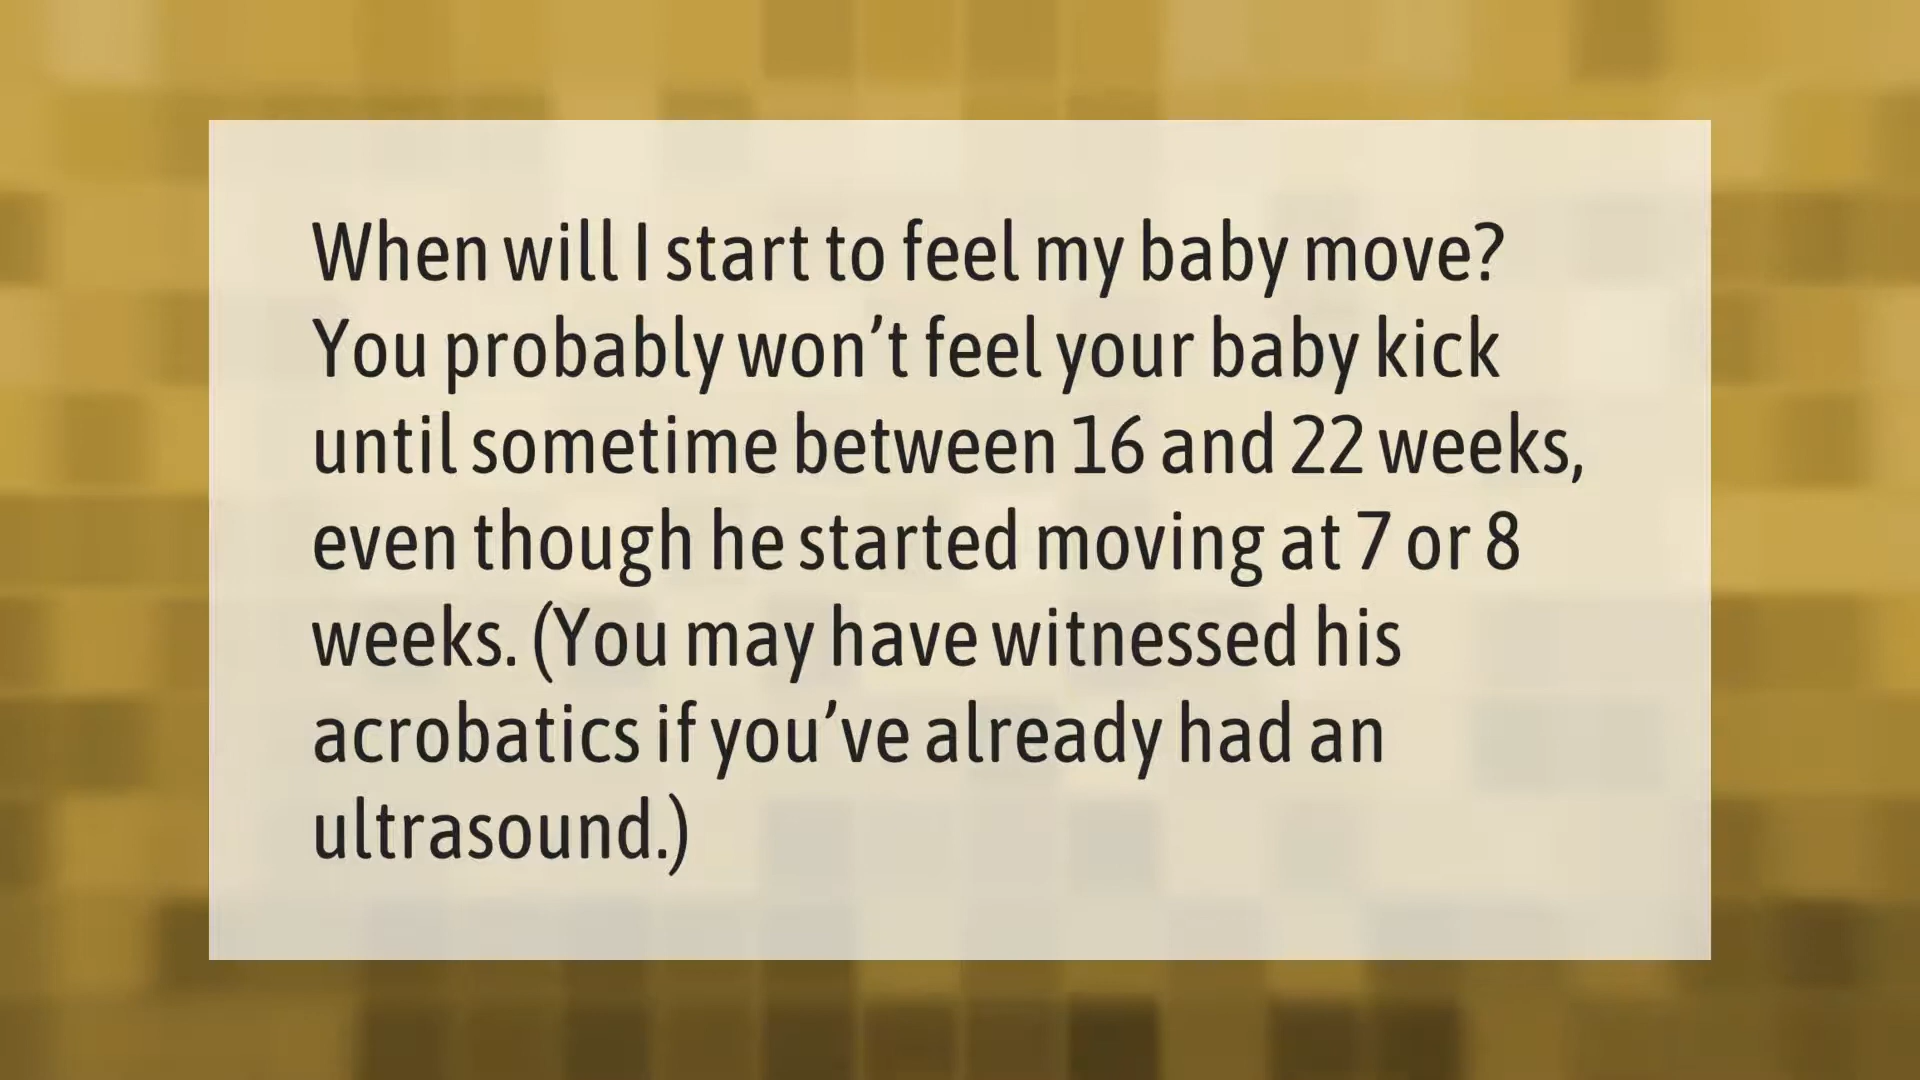 When will I start to feel my baby move?
You probably won’t feel your baby kick
until sometime between 16 and 22 weeks,
even though he started moving at 7 or 8
weeks. (You may have witnessed his
acrobatics if you’ve already had an
ultrasound.)